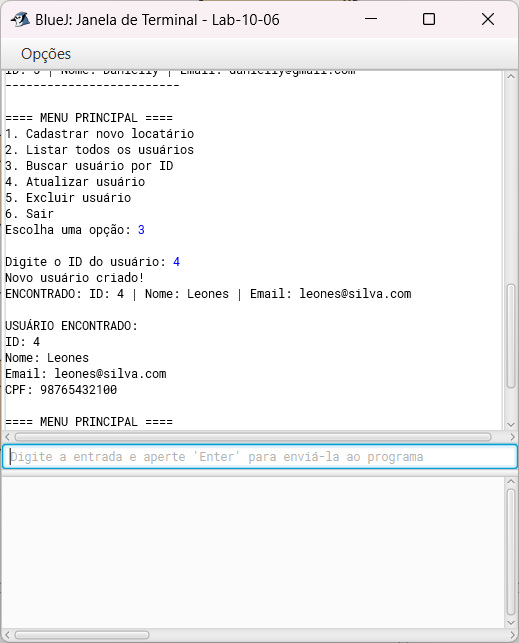 BlueJ: Janela de Terminal - Lab-10-06
Opções
ID: 3 | Nome: Danielly | Email: danielly@gmail.com
------------------------
==== MENU PRINCIPAL ====
1. Cadastrar novo locatário
2. Listar todos os usuários
3. Buscar usuário por ID
4. Atualizar usuário
5. Excluir usuário
6. Sair
Escolha uma opção: 3
Digite o ID do usuário: 4
Novo usuário criado!
ENCONTRADO: ID: 4 | Nome: Leones | Email: leones@silva.com
USUÁRIO ENCONTRADO:
ID: 4
Nome: Leones
Email: leones@silva.com
CPF: 98765432100
==== MENU PRINCIPAL ====
Digite a entrada e aperte 'Enter' para enviá-la ao programa